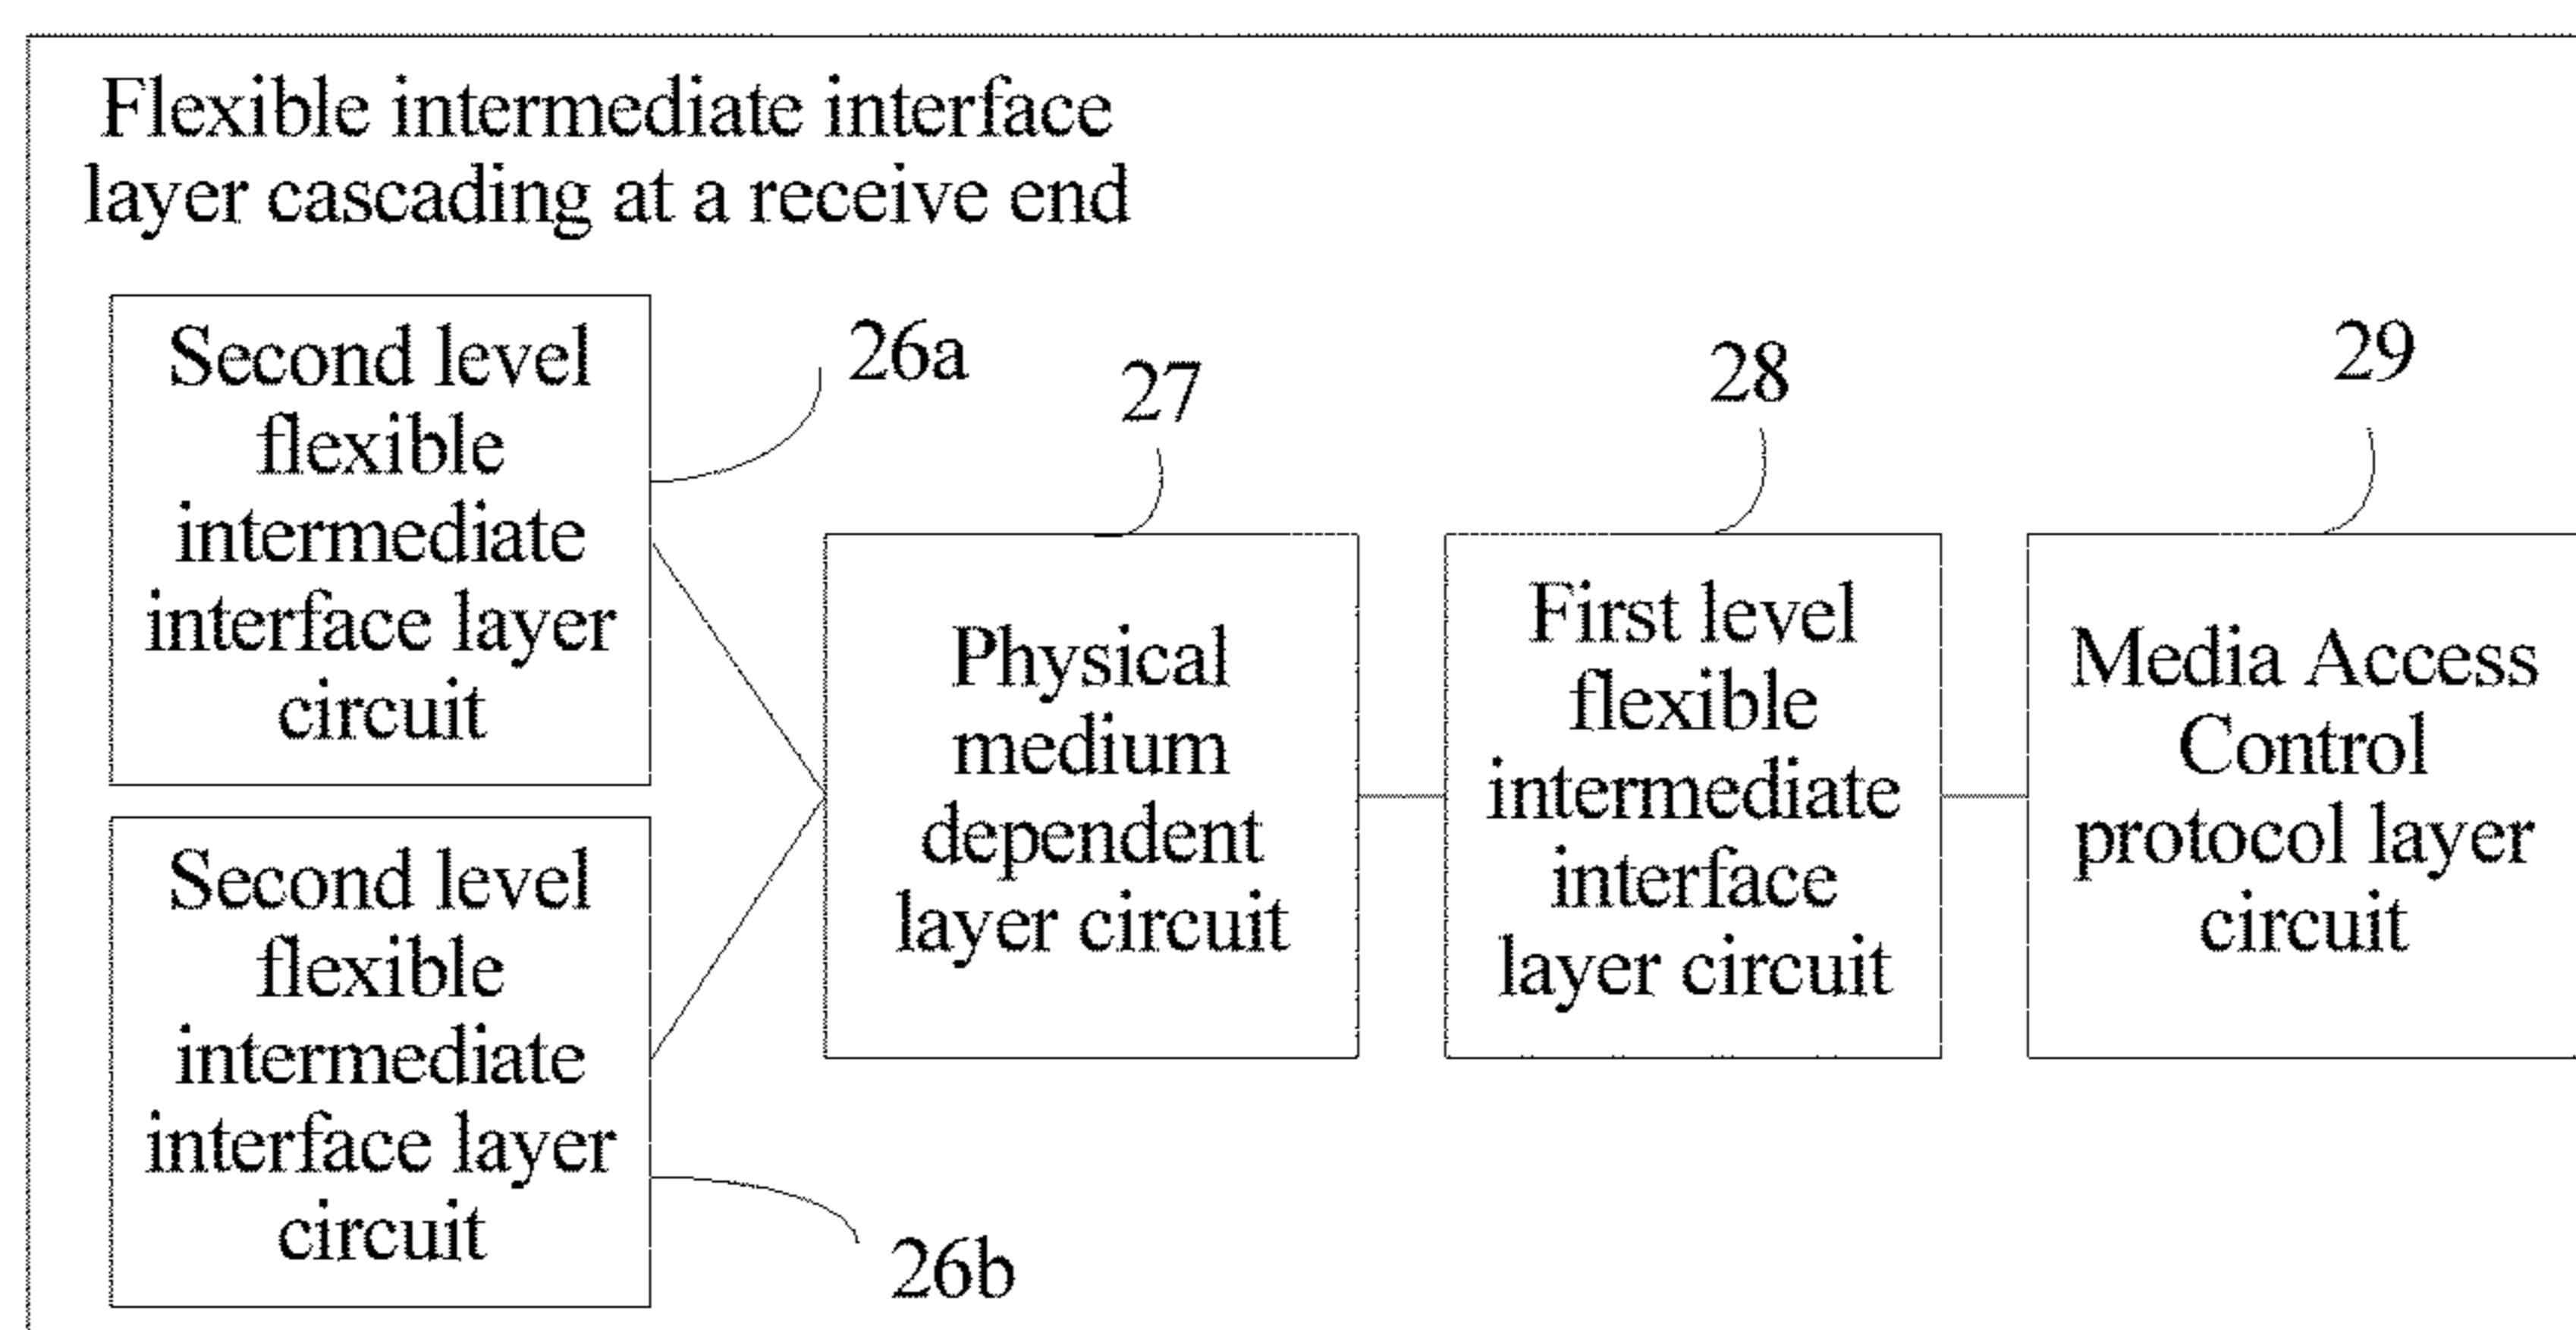 Flexible intermediate interface
layer cascading at a receive end
Second level
flexible
intermediate
interface layer
circuit
26a
Second level
flexible
intermediate
interface layer
circuit
26b
27
Physical
medium
dependent
layer circuit
28
First level
flexible
intermediate
interface
layer circuit
29
Media Access
Control
protocol layer
circuit